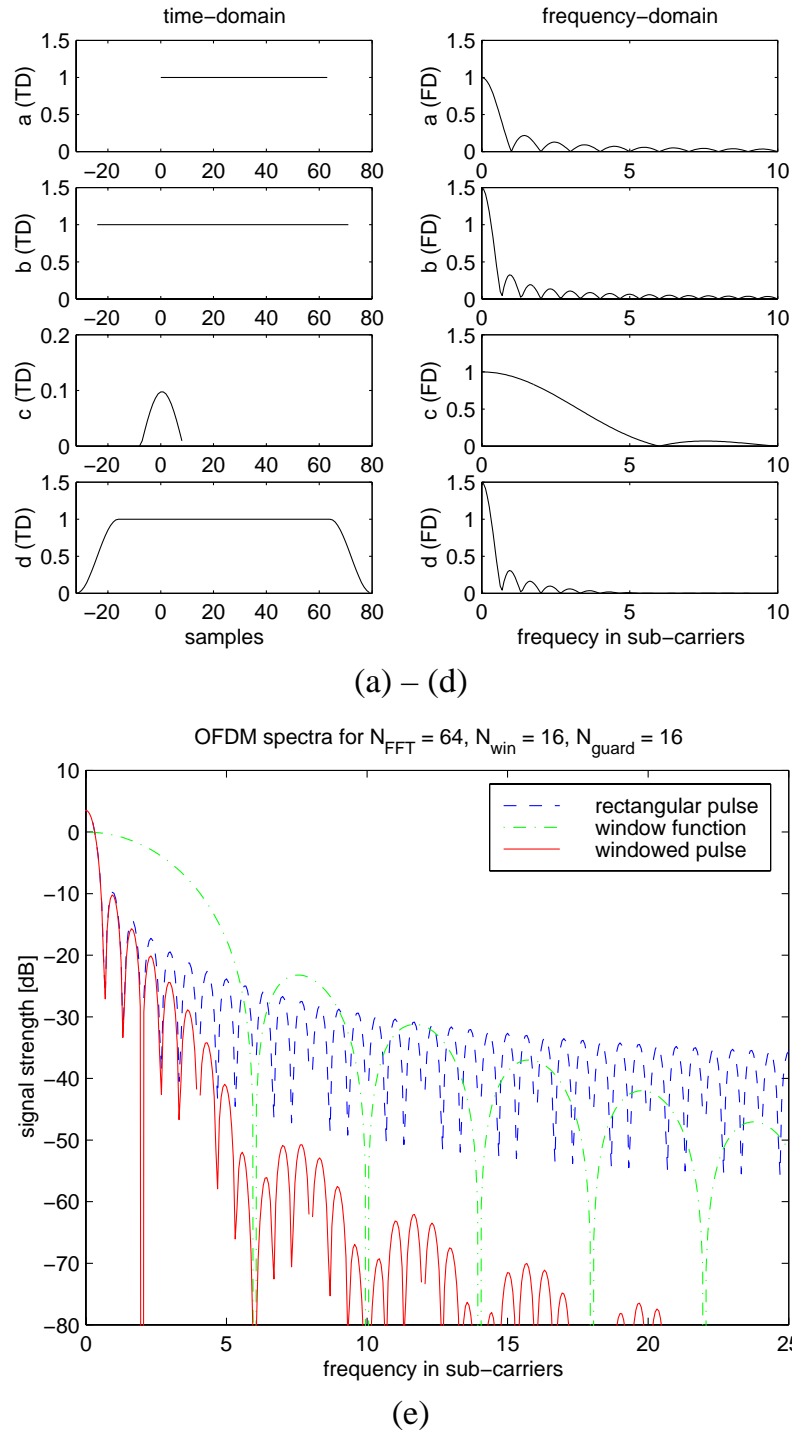 time-domain
frequency-domain
1.5
1
0.5
0
a (TD)
-20 0 20 40 60 80
1.5
1
0.5
0
a (FD)
0 5 10
1.5
1
0.5
0
b (TD)
-20 0 20 40 60 80
1.5
1
0.5
0
b (FD)
0 5 10
0.2
0.1
0
c (TD)
-20 0 20 40 60 80
1.5
1
0.5
0
c (FD)
0 5 10
1.5
1
0.5
0
d (TD)
-20 0 20 40 60 80
samples
1.5
1
0.5
0
d (FD)
0 5 10
frequecy in sub-carriers
(a) – (d)
OFDM spectra for N_FFT = 64, N_win = 16, N_guard = 16
rectangular pulse
window function
windowed pulse
10
0
-10
-20
-30
-40
-50
-60
-70
-80
signal strength [dB]
0 5 10 15 20 25
frequency in sub-carriers
(e)